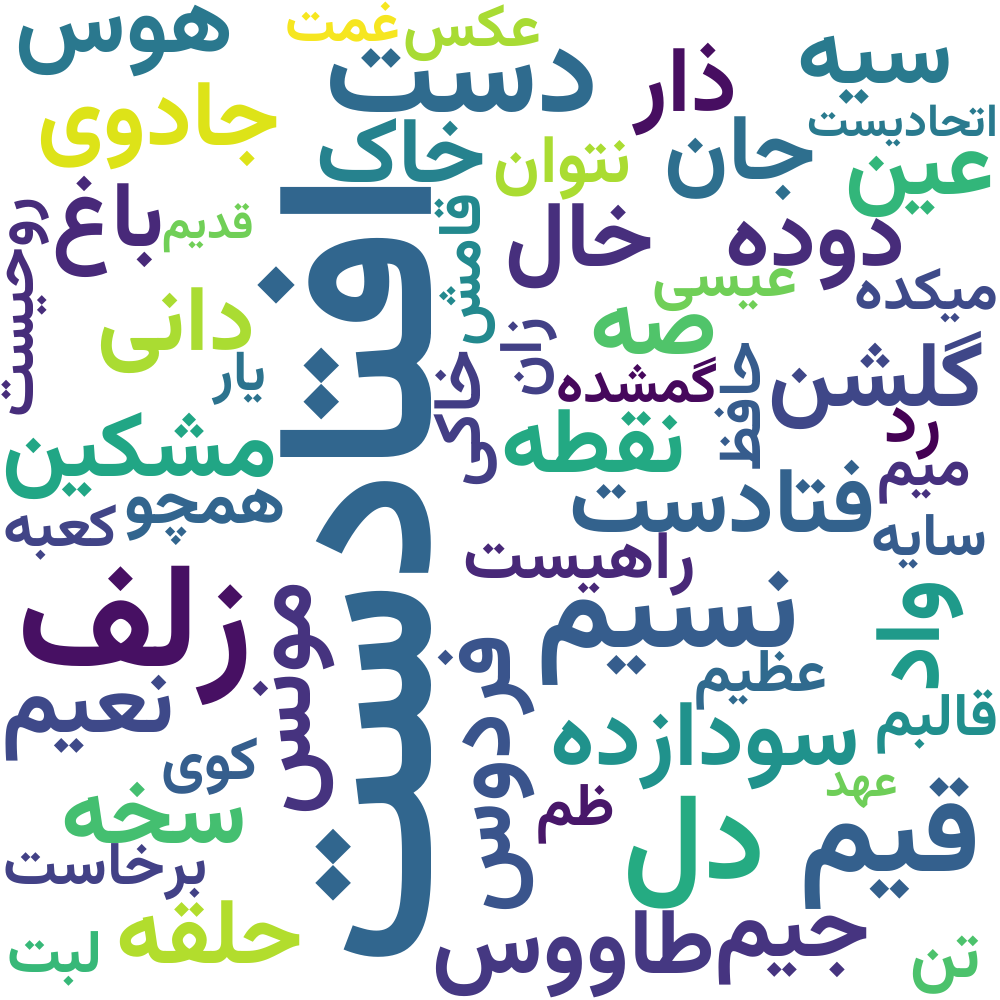 هوس
غمت
عکس
دست
ذار
سیه
اتحادیست
جادوی
خاک
نتوان
جان
عین
روحیست
باغ
قدیم
افتادست
قامش
خال
دوده
عیسی
میکده
دانی
یار
زان
صه
گمشده
حافظ
گلشن
رد
میم
خاکی
مشکین
نقطه
همچو
کعبه
فتادست
سایه
راهیست
زلف
مونس
نسیم
واد
نعیم
فردوس
عظیم
قالبم
کوی
سودازده
عهد
سخه
ظم
دل
قیم
برخاست
حلقه
لبت
طاووس
جیم
تن